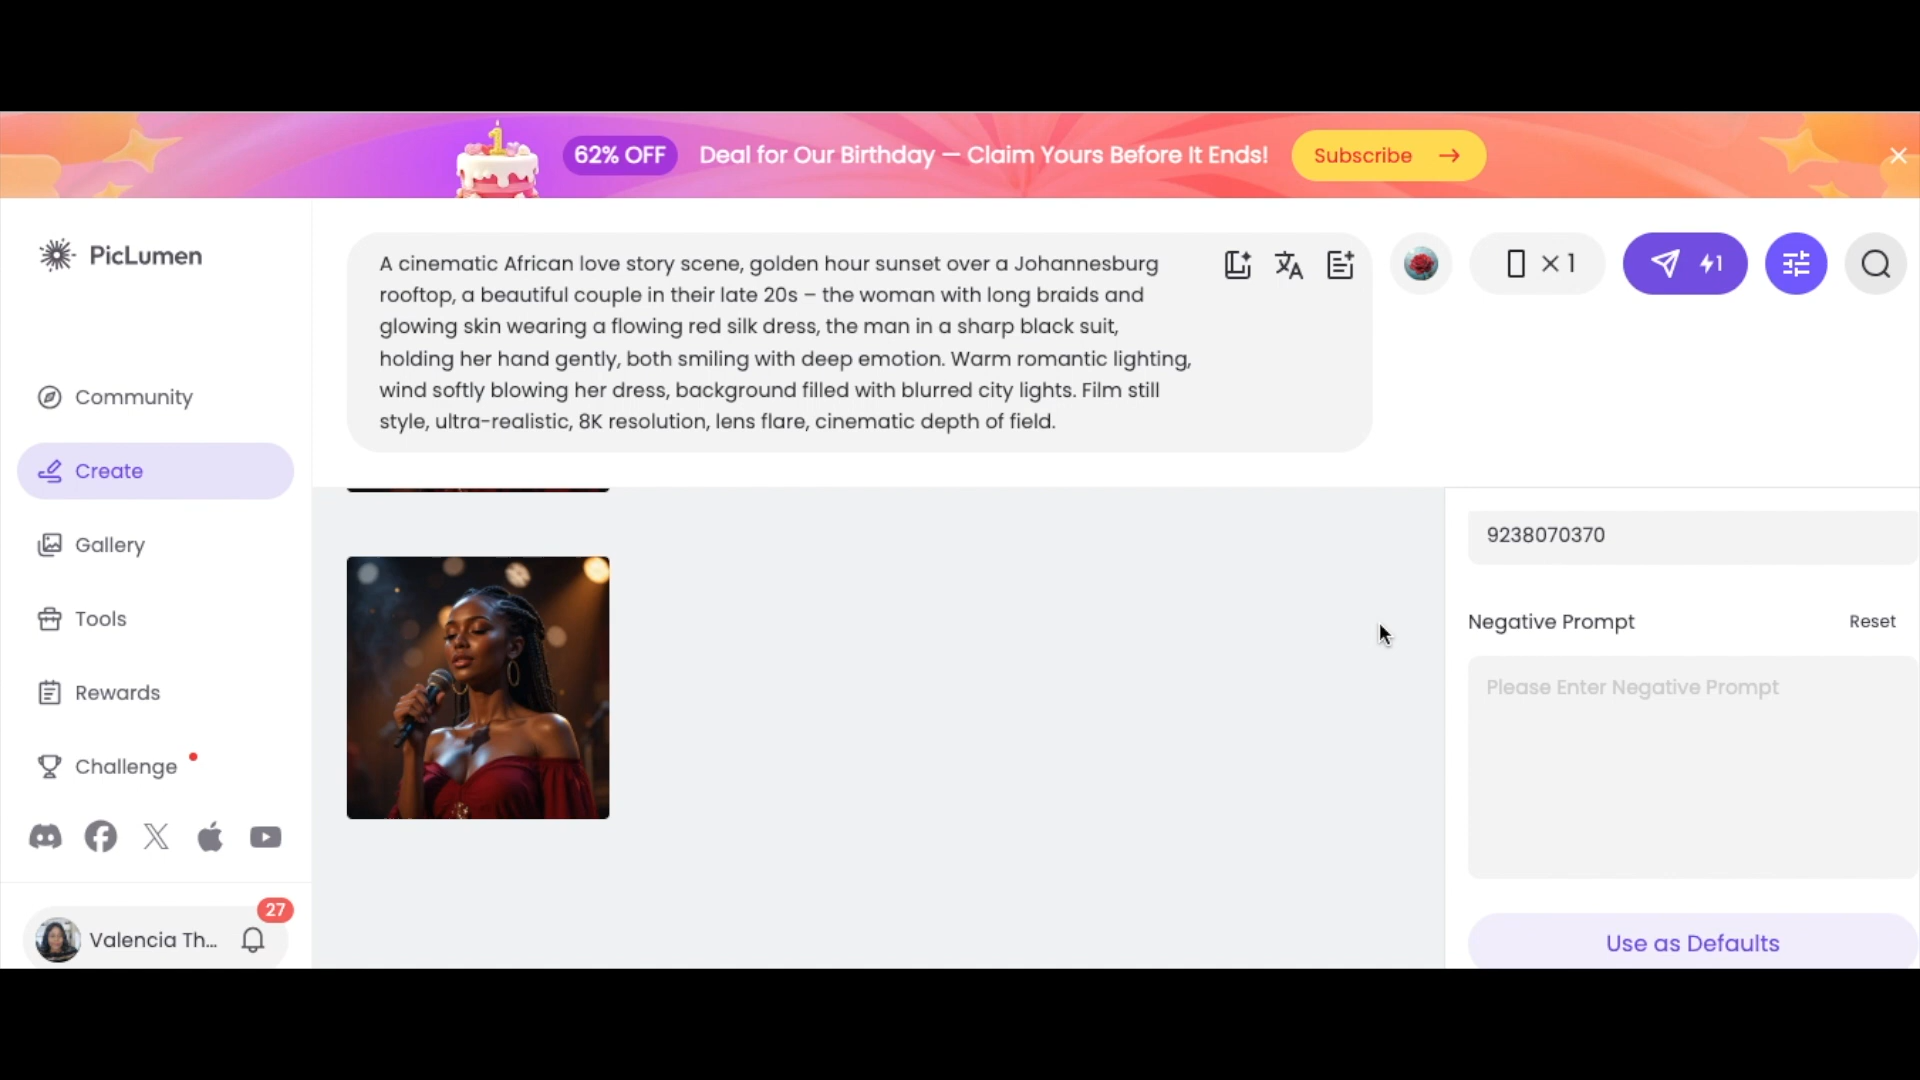 62% OFF Deal for Our Birthday — Claim Yours Before It Ends! Subscribe
PicLumen
A cinematic African love story scene, golden hour sunset over a Johannesburg
rooftop, a beautiful couple in their late 20s – the woman with long braids and
glowing skin wearing a flowing red silk dress, the man in a sharp black suit,
holding her hand gently, both smiling with deep emotion. Warm romantic lighting,
wind softly blowing her dress, background filled with blurred city lights. Film still
style, ultra-realistic, 8K resolution, lens flare, cinematic depth of field.
× 1
1
Community
Create
Gallery
Tools
Rewards
Challenge
27
Valencia Th...
9238070370
Negative Prompt Reset
Please Enter Negative Prompt
Use as Defaults